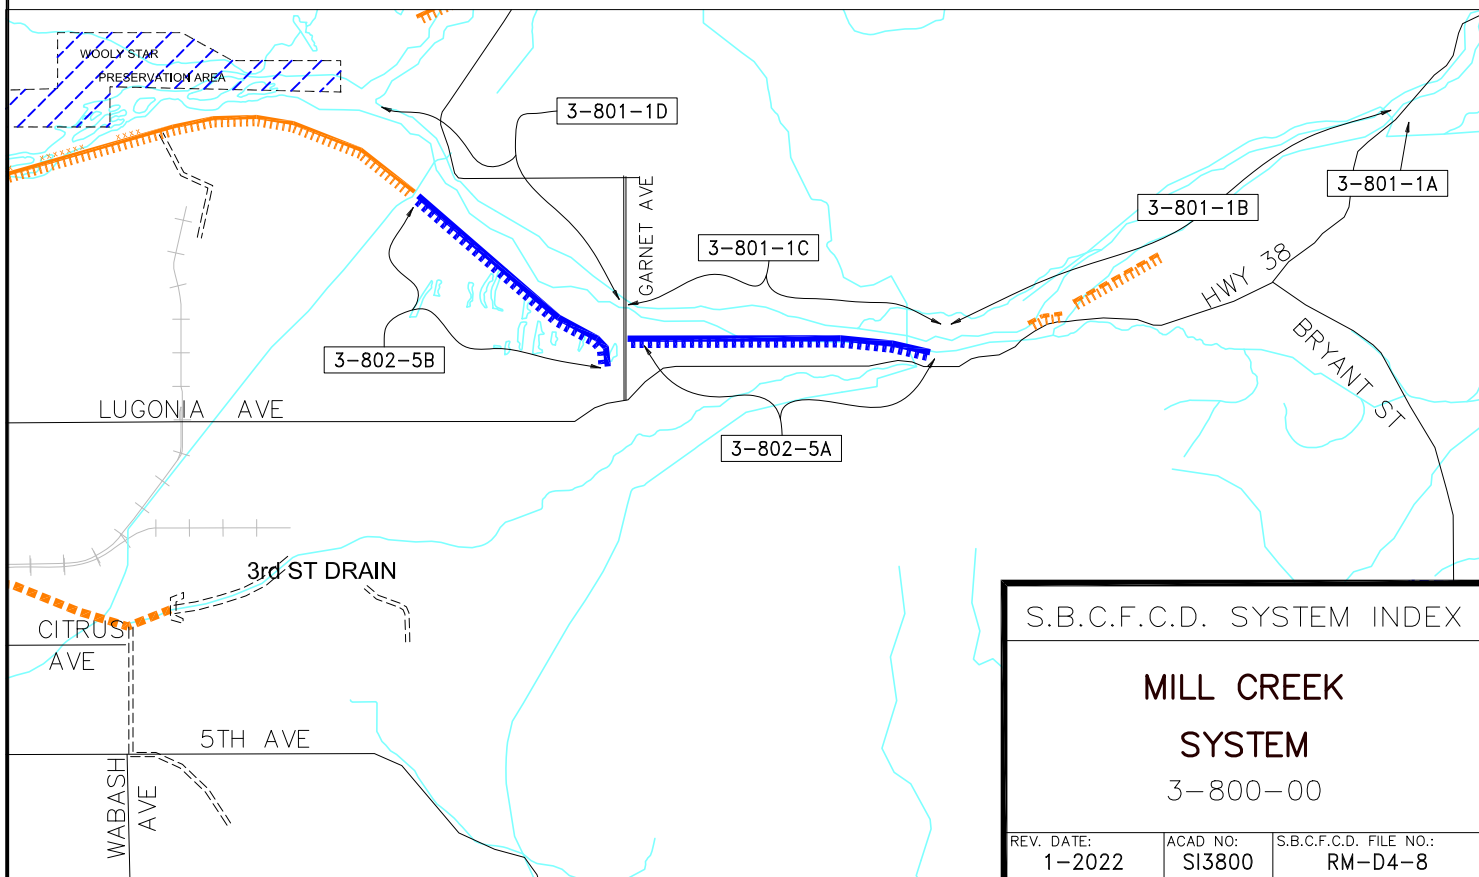 WOOLY STAR
PRESERVATION AREA
3-801-1D
3-801-1A
3-801-1B
GARNET AVE
3-801-1C
HWY 38
3-802-5B
BRYANT ST
LUGONIA AVE
3-802-5A
3rd ST DRAIN
CITRUS
AVE
5TH AVE
WABASH
AVE
S.B.C.F.C.D. SYSTEM INDEX
MILL CREEK
SYSTEM
3-800-00
REV. DATE:
1-2022
ACAD NO:
SI3800
S.B.C.F.C.D. FILE NO.:
RM-D4-8